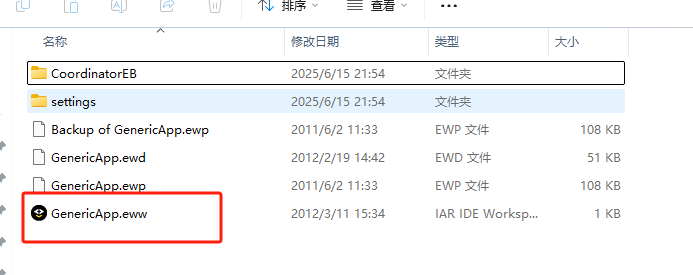 排序 查看 ...
名称 修改日期 类型 大小
CoordinatorEB 2025/6/15 21:54 文件夹
settings 2025/6/15 21:54 文件夹
Backup of GenericApp.ewp 2011/6/2 11:33 EWP 文件 108 KB
GenericApp.ewd 2012/2/19 14:42 EWD 文件 51 KB
GenericApp.ewp 2011/6/2 11:33 EWP 文件 108 KB
GenericApp.eww 2012/3/11 15:34 IAR IDE Worksp... 1 KB